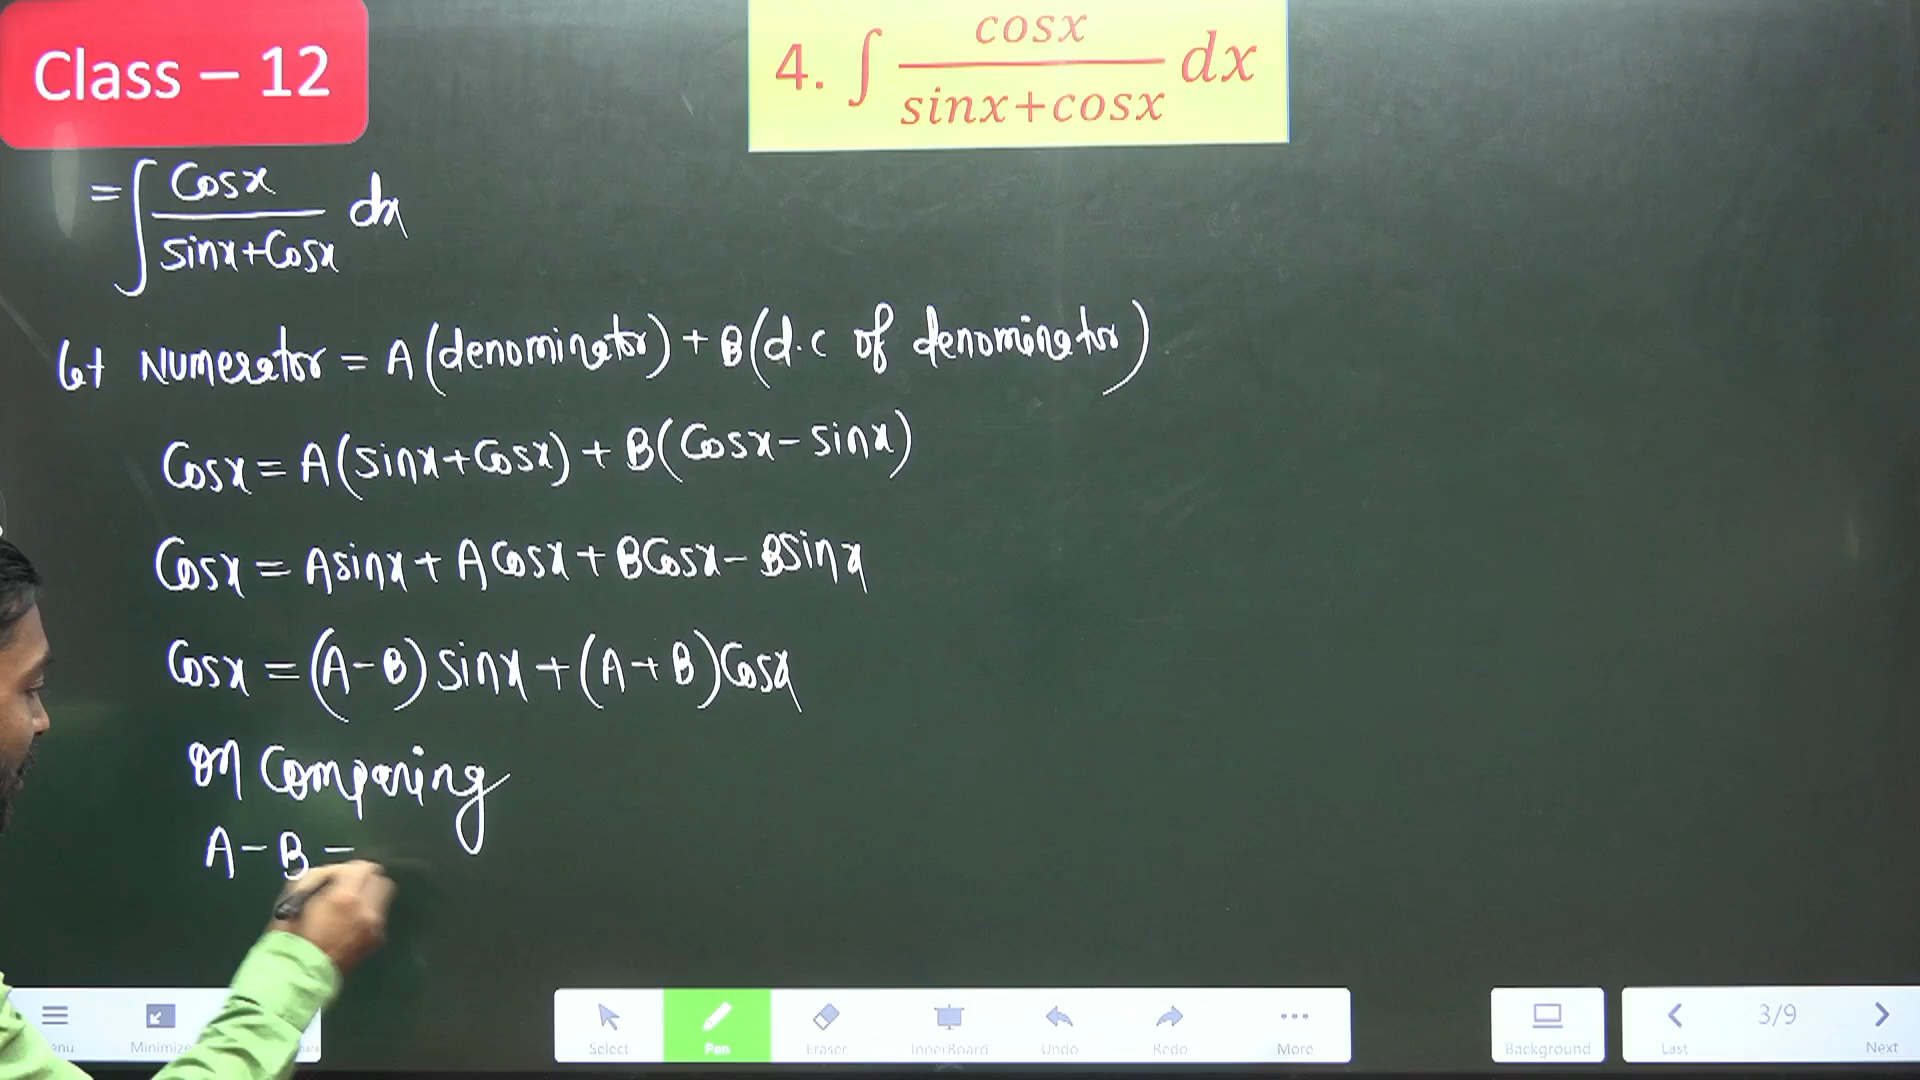 Class – 12
4. ∫ cosx / sinx+cosx dx
= ∫ Cosx / sinx+Cosx dx
let Numerator = A(denominator) + B(d.c of denominator)
Cosx = A(sinx+Cosx) + B(Cosx-sinx)
Cosx = Asinx + ACosx + BCosx - Bsinx
Cosx = (A-B) sinx + (A+B)Cosx
on Comparing
A-B =
Minimize
Select Pen Eraser InnerBoard Undo Redo More Background Last 3/9 Next